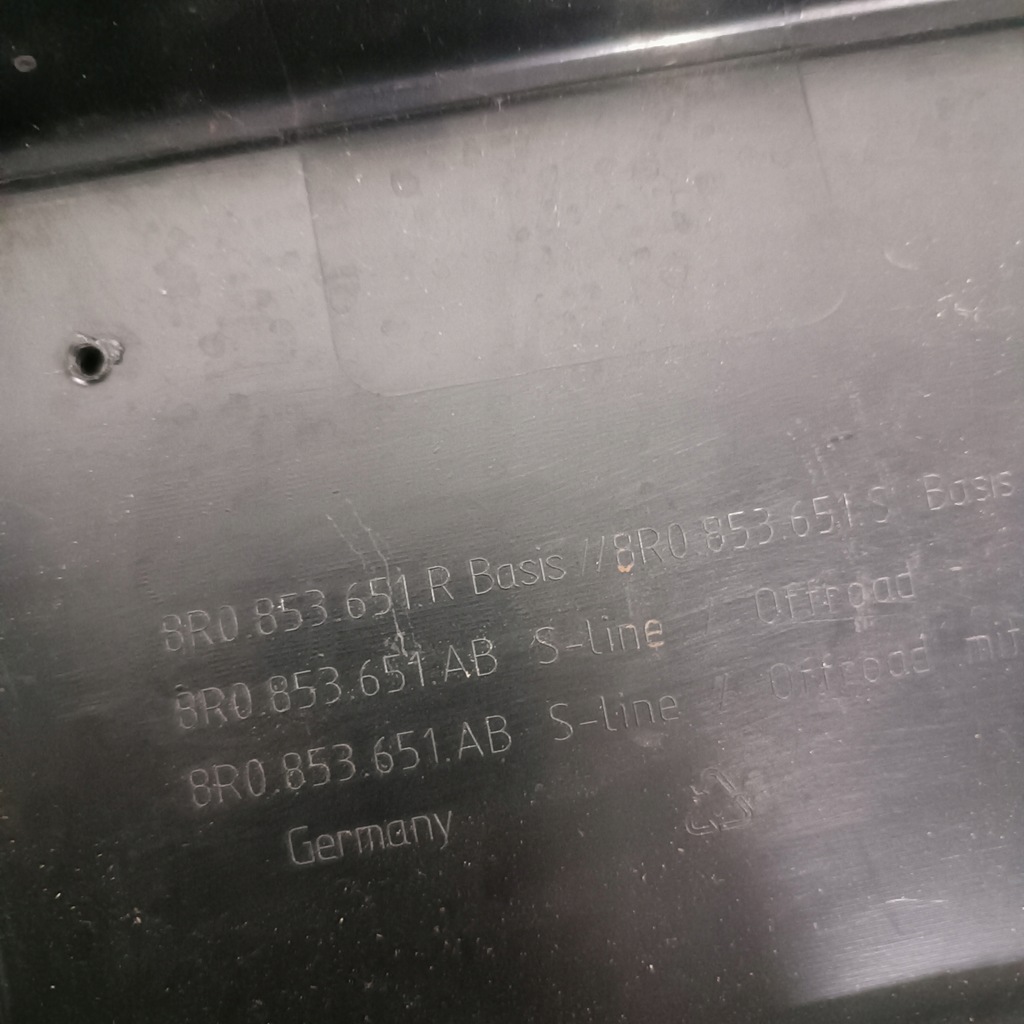 8R0.853.651.R Basis //8R0.853.651.S Basis
8R0.853.651.AB S-line / Offroad
8R0.853.651.AB S-line / Offroad mit
Germany